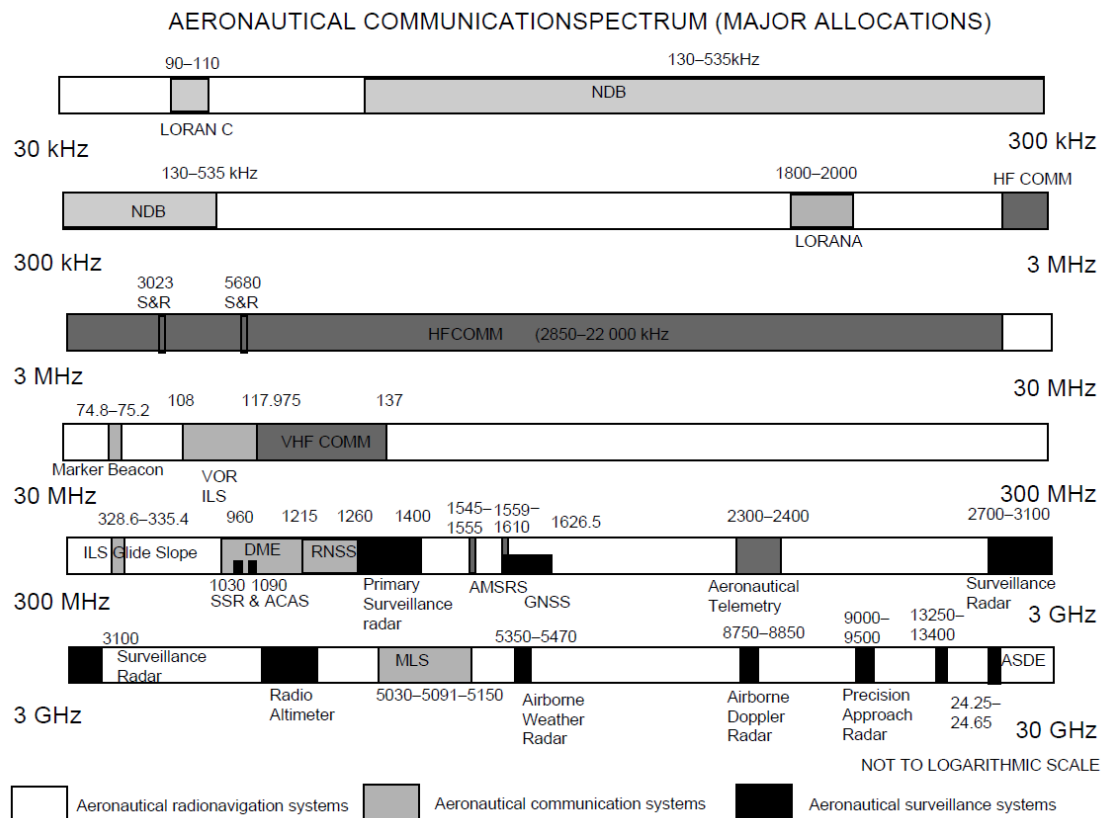 AERONAUTICAL COMMUNICATIONSPECTRUM (MAJOR ALLOCATIONS)
90–110
130–535kHz
NDB
LORAN C
30 kHz
300 kHz
130–535 kHz
1800–2000
HF COMM
NDB
LORANA
300 kHz
3 MHz
3023
S&R
5680
S&R
HFCOMM (2850–22 000 kHz
3 MHz
30 MHz
74.8–75.2
108
117.975
137
VHF COMM
Marker Beacon
VOR
ILS
30 MHz
300 MHz
328.6–335.4
960
1215
1260
1400
1545–
1555
1559–
1610
1626.5
2300–2400
2700–3100
ILS Glide Slope
DME
RNSS
1030 1090
SSR & ACAS
Primary
Surveillance
radar
AMSRS
GNSS
Aeronautical
Telemetry
Surveillance
Radar
300 MHz
3 GHz
3100
Surveillance
Radar
5350–5470
8750–8850
9000–
9500
13250–
13400
MLS
ASDE
Radio
Altimeter
5030–5091–5150
Airborne
Weather
Radar
Airborne
Doppler
Radar
Precision
Approach
Radar
24.25–
24.65
3 GHz
30 GHz
NOT TO LOGARITHMIC SCALE
Aeronautical radionavigation systems
Aeronautical communication systems
Aeronautical surveillance systems